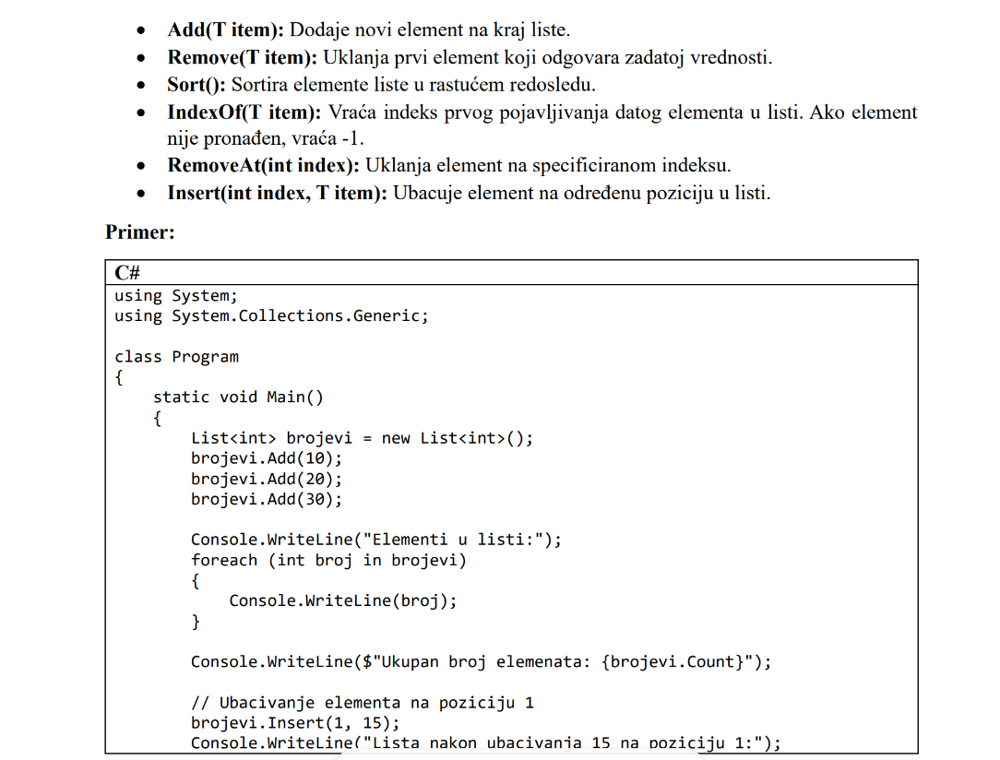 • Add(T item): Dodaje novi element na kraj liste.
• Remove(T item): Uklanja prvi element koji odgovara zadatoj vrednosti.
• Sort(): Sortira elemente liste u rastućem redosledu.
• IndexOf(T item): Vraća indeks prvog pojavljivanja datog elementa u listi. Ako element
nije pronađen, vraća -1.
• RemoveAt(int index): Uklanja element na specificiranom indeksu.
• Insert(int index, T item): Ubacuje element na određenu poziciju u listi.
Primer:
C#
using System;
using System.Collections.Generic;

class Program
{
    static void Main()
    {
        List<int> brojevi = new List<int>();
        brojevi.Add(10);
        brojevi.Add(20);
        brojevi.Add(30);

        Console.WriteLine("Elementi u listi:");
        foreach (int broj in brojevi)
        {
            Console.WriteLine(broj);
        }

        Console.WriteLine($"Ukupan broj elemenata: {brojevi.Count}");

        // Ubacivanje elementa na poziciju 1
        brojevi.Insert(1, 15);
        Console.WriteLine("Lista nakon ubacivanja 15 na poziciju 1:");